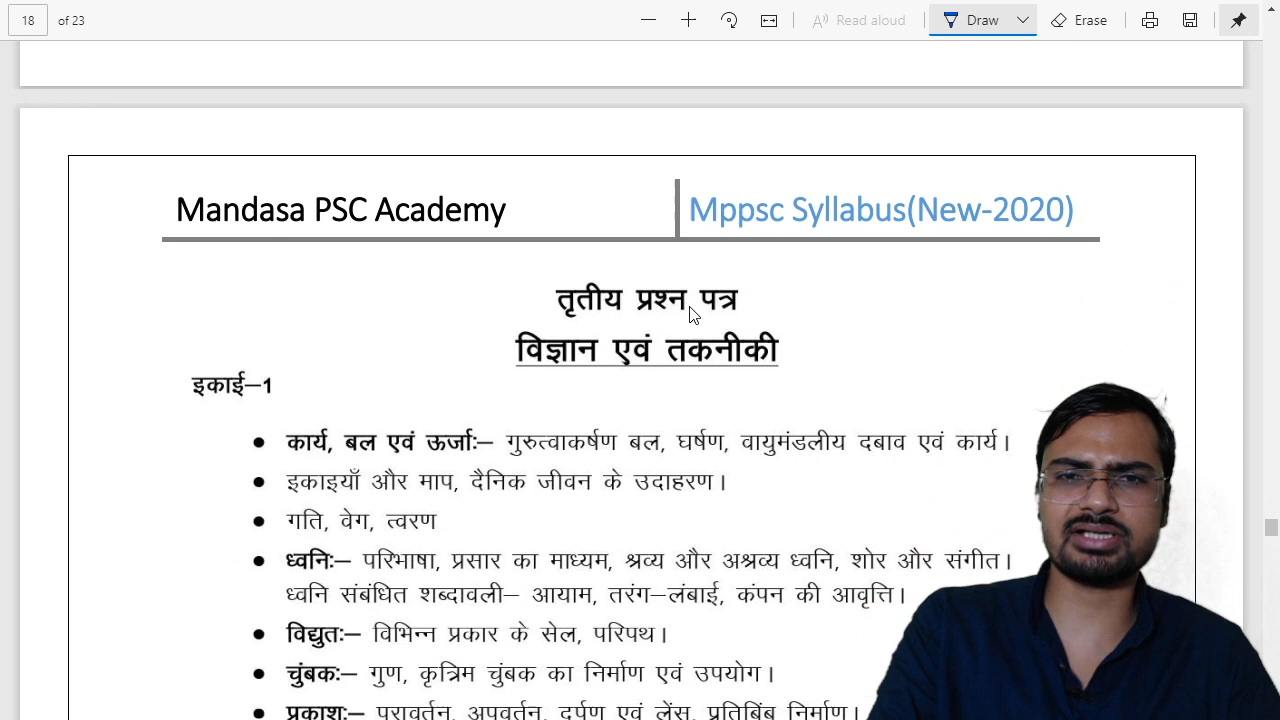 18 of 23 Read aloud Draw Erase
Mandasa PSC Academy Mppsc Syllabus(New-2020)
तृतीय प्रश्न पत्र
विज्ञान एवं तकनीकी
इकाई–1
• कार्य, बल एवं ऊर्जाः– गुरुत्वाकर्षण बल, घर्षण, वायुमंडलीय दबाव एवं कार्य।
• इकाइयाँ और माप, दैनिक जीवन के उदाहरण।
• गति, वेग, त्वरण
• ध्वनिः– परिभाषा, प्रसार का माध्यम, श्रव्य और अश्रव्य ध्वनि, शोर और संगीत।
ध्वनि संबंधित शब्दावली– आयाम, तरंग–लंबाई, कंपन की आवृत्ति।
• विद्युतः– विभिन्न प्रकार के सेल, परिपथ।
• चुंबकः– गुण, कृत्रिम चुंबक का निर्माण एवं उपयोग।
• प्रकाशः– परावर्तन, अपवर्तन, दर्पण एवं लेंस, प्रतिबिंब निर्माण।